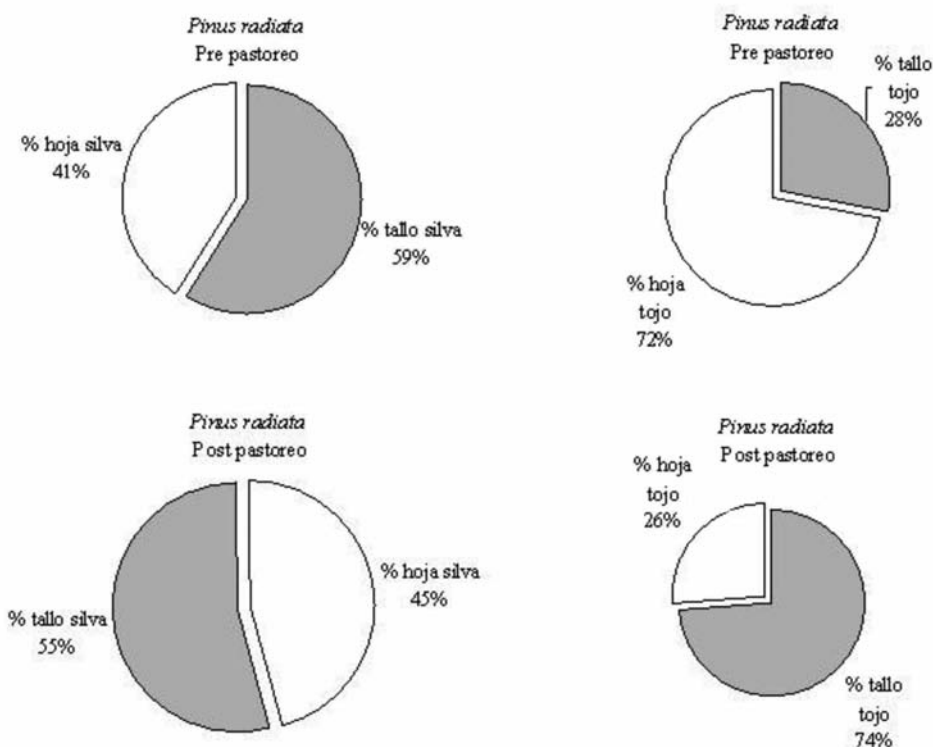 Pinus radiata
Pre pastoreo
% hoja silva
41%
% tallo silva
59%
Pinus radiata
Pre pastoreo
% tallo
tojo
28%
% hoja
tojo
72%
Pinus radiata
Post pastoreo
% tallo silva
55%
% hoja silva
45%
Pinus radiata
Post pastoreo
% hoja
tojo
26%
% tallo
tojo
74%